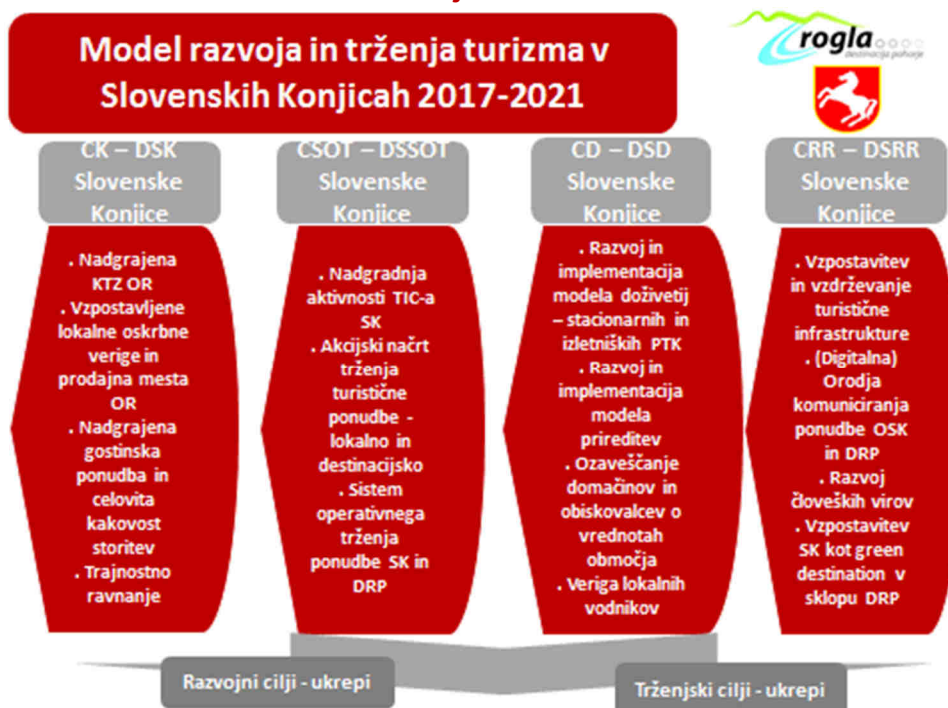 Model razvoja in trženja turizma v
Slovenskih Konjicah 2017-2021
rogla
destinacija pohorje
CK – DSK
Slovenske
Konjice
. Nadgrajena
KTZ OR
. Vzpostavljene
lokalne oskrbne
verige in
prodajna mesta
OR
. Nadgrajena
gostinska
ponudba in
celovita
kakovost
storitev
. Trajnostno
ravnanje
CSOT – DSSOT
Slovenske
Konjice
. Nadgradnja
aktivnosti TIC-a
SK
. Akcijski načrt
trženja
turistične
ponudbe -
lokalno in
destinacijsko
. Sistem
operativnega
trženja
ponudbe SK in
DRP
CD – DSD
Slovenske
Konjice
. Razvoj in
implementacija
modela doživetij
– stacionarnih in
izletniških PTK
. Razvoj in
implementacija
modela
prireditev
. Ozaveščanje
domačinov in
obiskovalcev o
vrednotah
območja
. Veriga lokalnih
vodnikov
CRR – DSRR
Slovenske
Konjice
. Vzpostavitev
in vzdrževanje
turistične
infrastrukture
. (Digitalna)
Orodja
komuniciranja
ponudbe OSK
in DRP
. Razvoj
človeških virov
. Vzpostavitev
SK kot green
destination v
sklopu DRP
Razvojni cilji - ukrepi
Trženjski cilji - ukrepi